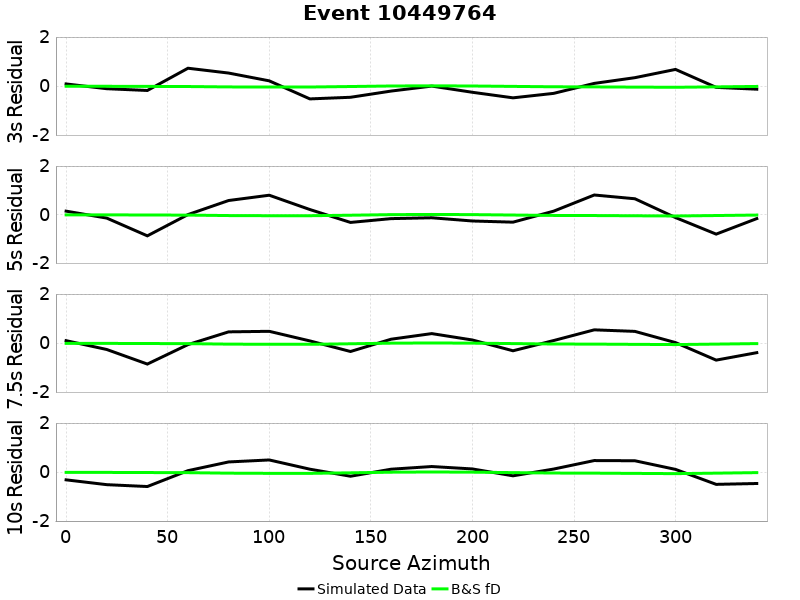 Event 10449764
3s Residual
2
0
-2
5s Residual
2
0
-2
7.5s Residual
2
0
-2
10s Residual
2
0
-2
0 50 100 150 200 250 300
Source Azimuth
Simulated Data B&S fD